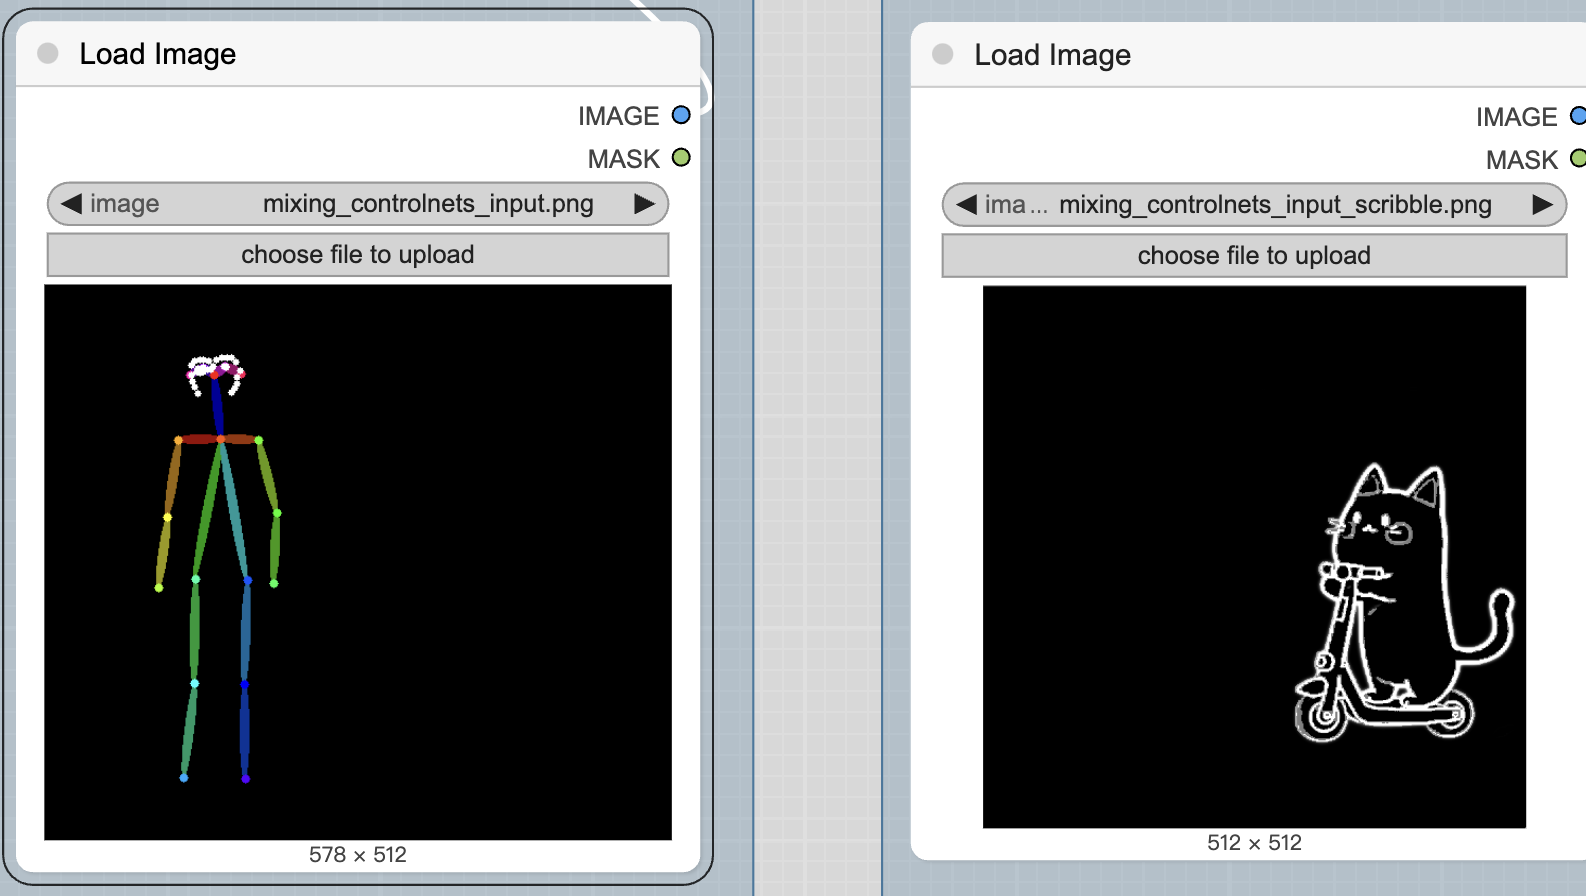 Load Image
IMAGE
MASK
image mixing_controlnets_input.png
choose file to upload
578 × 512
Load Image
IMAGE
MASK
ima... mixing_controlnets_input_scribble.png
choose file to upload
512 × 512